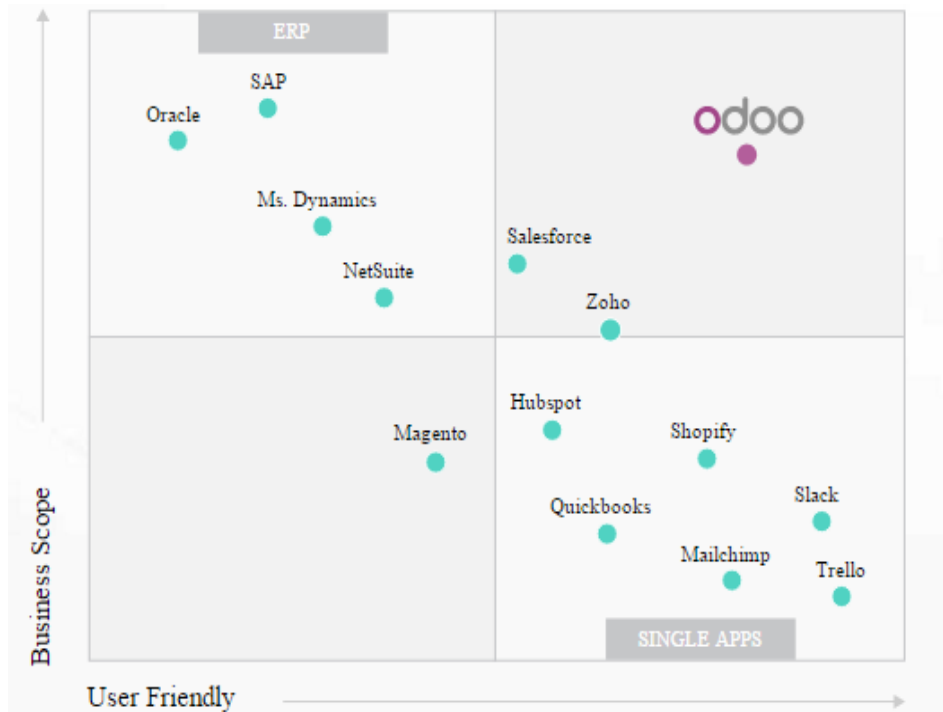 ERP
SAP
Oracle
odoo
Ms. Dynamics
Salesforce
NetSuite
Zoho
Hubspot
Magento
Shopify
Quickbooks
Slack
Mailchimp
Trello
SINGLE APPS
Business Scope
User Friendly